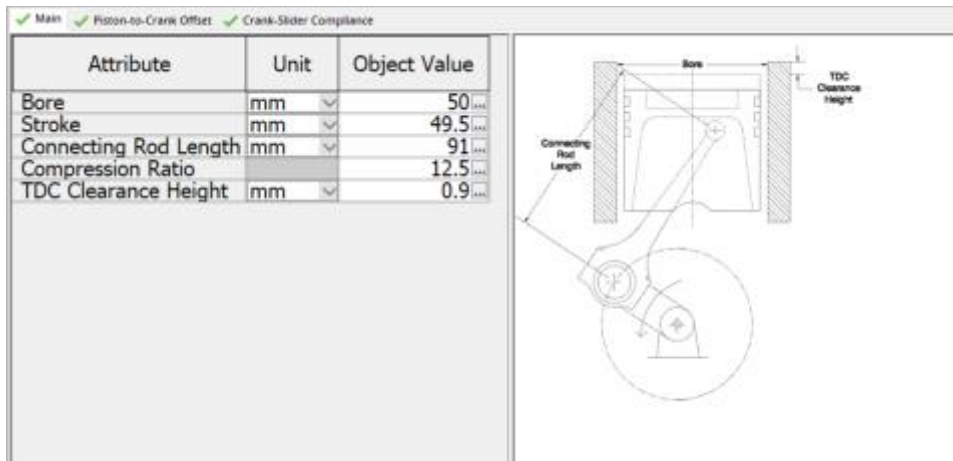 Main Piston-to-Crank Offset Crank-Slider Compliance
Attribute Unit Object Value
Bore mm 50...
Stroke mm 49.5...
Connecting Rod Length mm 91...
Compression Ratio 12.5...
TDC Clearance Height mm 0.9...
Bore
TDC
Clearance
Height
Connecting
Rod
Length